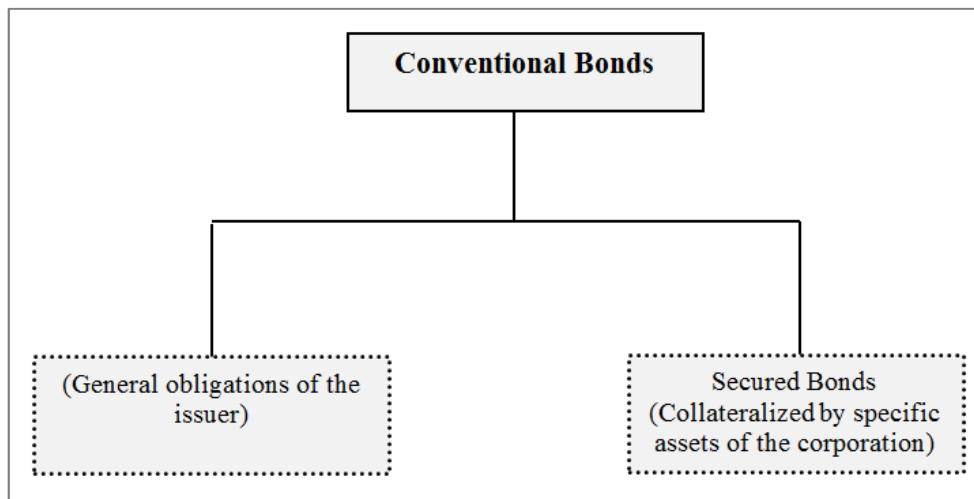 Conventional Bonds
(General obligations of the
issuer)
Secured Bonds
(Collateralized by specific
assets of the corporation)